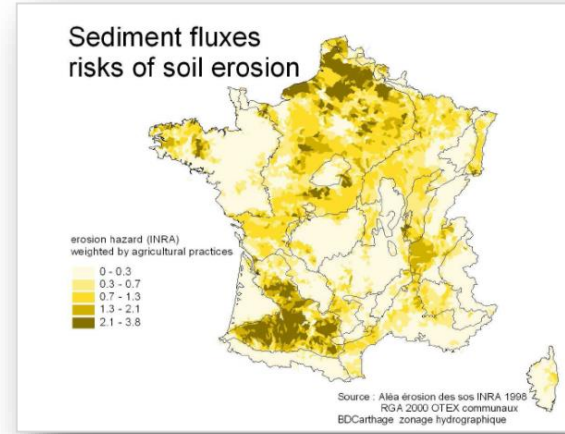 Sediment fluxes
risks of soil erosion
erosion hazard (INRA)
weighted by agricultural practices
0 - 0.3
0.3 - 0.7
0.7 - 1.3
1.3 - 2.1
2.1 - 3.8
Source : Aléa érosion des sos INRA 1998
RGA 2000 OTEX communaux
BDCarthage zonage hydrographique